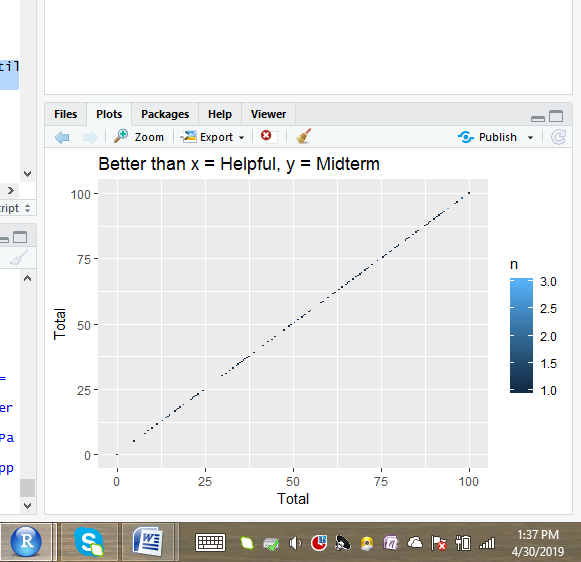 til
ript
=
er
Pa
pp
Files Plots Packages Help Viewer
Zoom Export Publish
Better than x = Helpful, y = Midterm
100
75
50
25
0
Total
0 25 50 75 100
Total
n
3.0
2.5
2.0
1.5
1.0
R S W
1:37 PM
4/30/2019